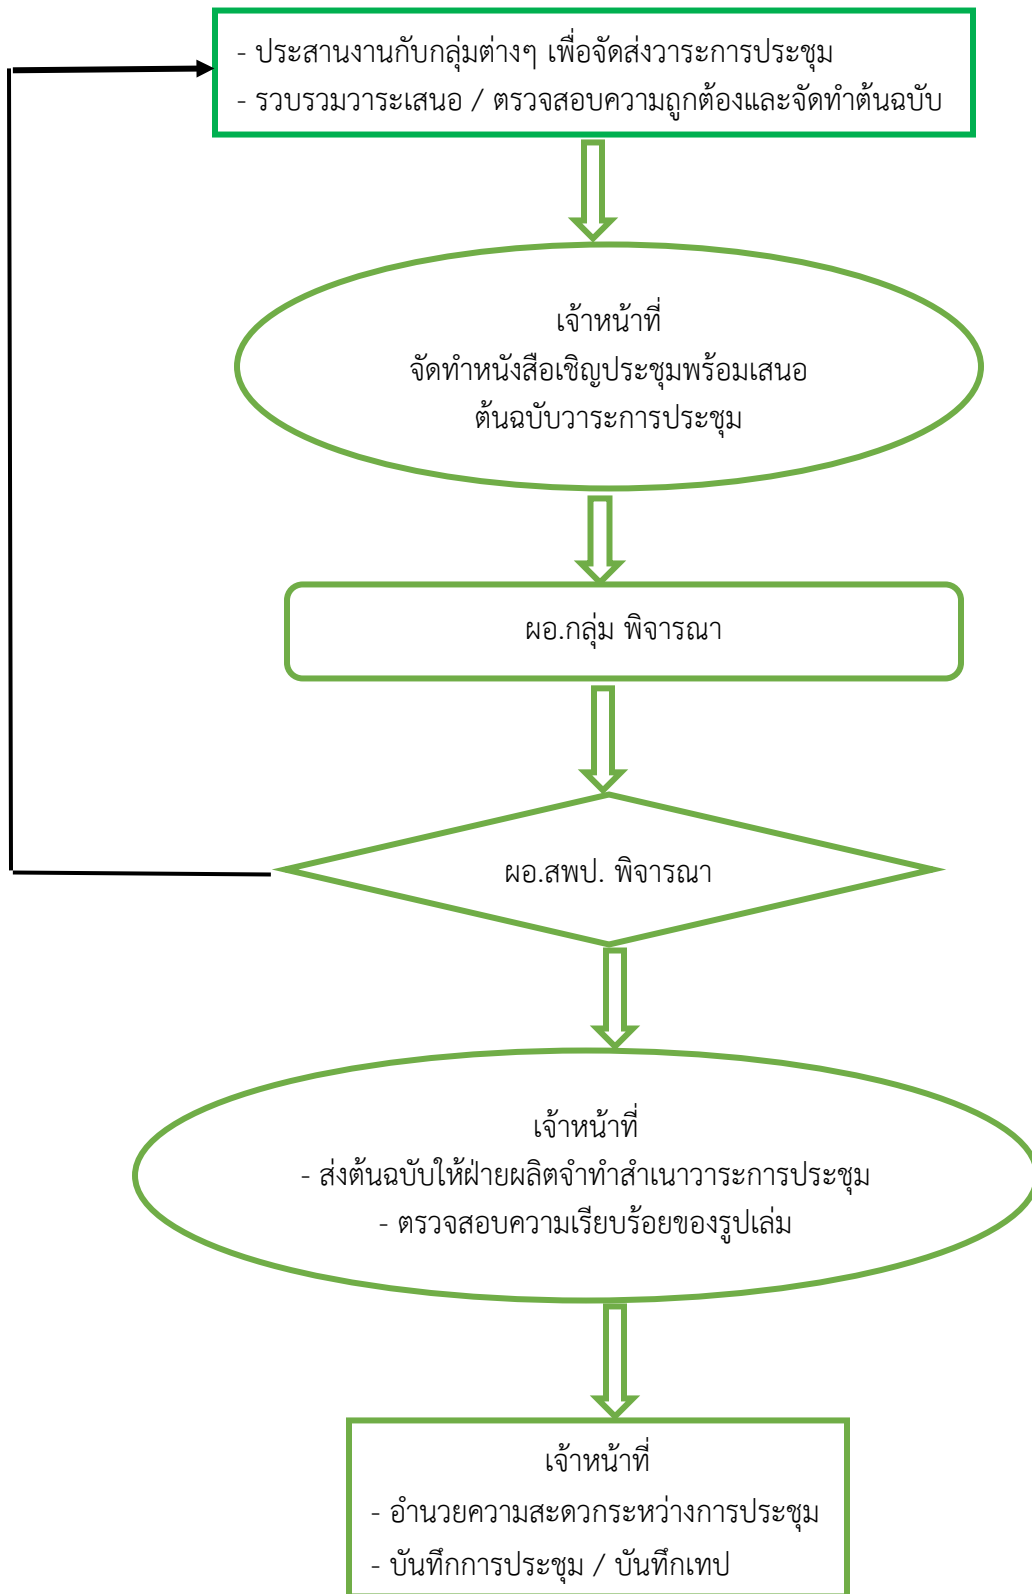 - ประสานงานกับกลุ่มต่างๆ เพื่อจัดส่งวาระการประชุม
- รวบรวมวาระเสนอ / ตรวจสอบความถูกต้องและจัดทำต้นฉบับ
เจ้าหน้าที่
จัดทำหนังสือเชิญประชุมพร้อมเสนอ
ต้นฉบับวาระการประชุม
ผอ.กลุ่ม พิจารณา
ผอ.สพป. พิจารณา
เจ้าหน้าที่
- ส่งต้นฉบับให้ฝ่ายผลิตจำทำสำเนาวาระการประชุม
- ตรวจสอบความเรียบร้อยของรูปเล่ม
เจ้าหน้าที่
- อำนวยความสะดวกระหว่างการประชุม
- บันทึกการประชุม / บันทึกเทป